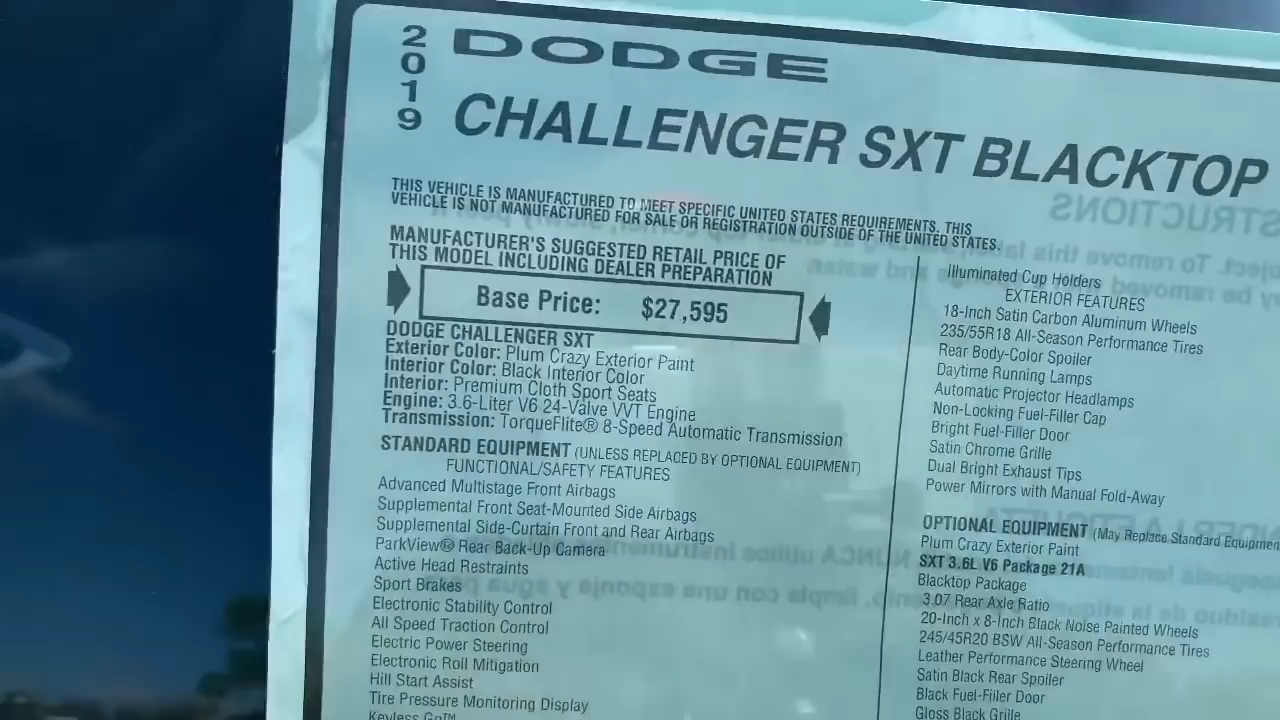 2019 DODGE
CHALLENGER SXT BLACKTOP
THIS VEHICLE IS MANUFACTURED TO MEET SPECIFIC UNITED STATES REQUIREMENTS. THIS
VEHICLE IS NOT MANUFACTURED FOR SALE OR REGISTRATION OUTSIDE OF THE UNITED STATES.
MANUFACTURER'S SUGGESTED RETAIL PRICE OF
THIS MODEL INCLUDING DEALER PREPARATION
Base Price: $27,595
DODGE CHALLENGER SXT
Exterior Color: Plum Crazy Exterior Paint
Interior Color: Black Interior Color
Interior: Premium Cloth Sport Seats
Engine: 3.6-Liter V6 24-Valve VVT Engine
Transmission: TorqueFlite® 8-Speed Automatic Transmission
STANDARD EQUIPMENT (UNLESS REPLACED BY OPTIONAL EQUIPMENT)
FUNCTIONAL/SAFETY FEATURES
Advanced Multistage Front Airbags
Supplemental Front Seat-Mounted Side Airbags
Supplemental Side-Curtain Front and Rear Airbags
ParkView® Rear Back-Up Camera
Active Head Restraints
Sport Brakes
Electronic Stability Control
All Speed Traction Control
Electric Power Steering
Electronic Roll Mitigation
Hill Start Assist
Tire Pressure Monitoring Display
Keyless Go™
Illuminated Cup Holders
EXTERIOR FEATURES
18-Inch Satin Carbon Aluminum Wheels
235/55R18 All-Season Performance Tires
Rear Body-Color Spoiler
Daytime Running Lamps
Automatic Projector Headlamps
Non-Locking Fuel-Filler Cap
Bright Fuel-Filler Door
Satin Chrome Grille
Dual Bright Exhaust Tips
Power Mirrors with Manual Fold-Away
OPTIONAL EQUIPMENT (May Replace Standard Equipmen
Plum Crazy Exterior Paint
SXT 3.6L V6 Package 21A
Blacktop Package
3.07 Rear Axle Ratio
20-Inch x 8-Inch Black Noise Painted Wheels
245/45R20 BSW All-Season Performance Tires
Leather Performance Steering Wheel
Satin Black Rear Spoiler
Black Fuel-Filler Door
Gloss Black Grille